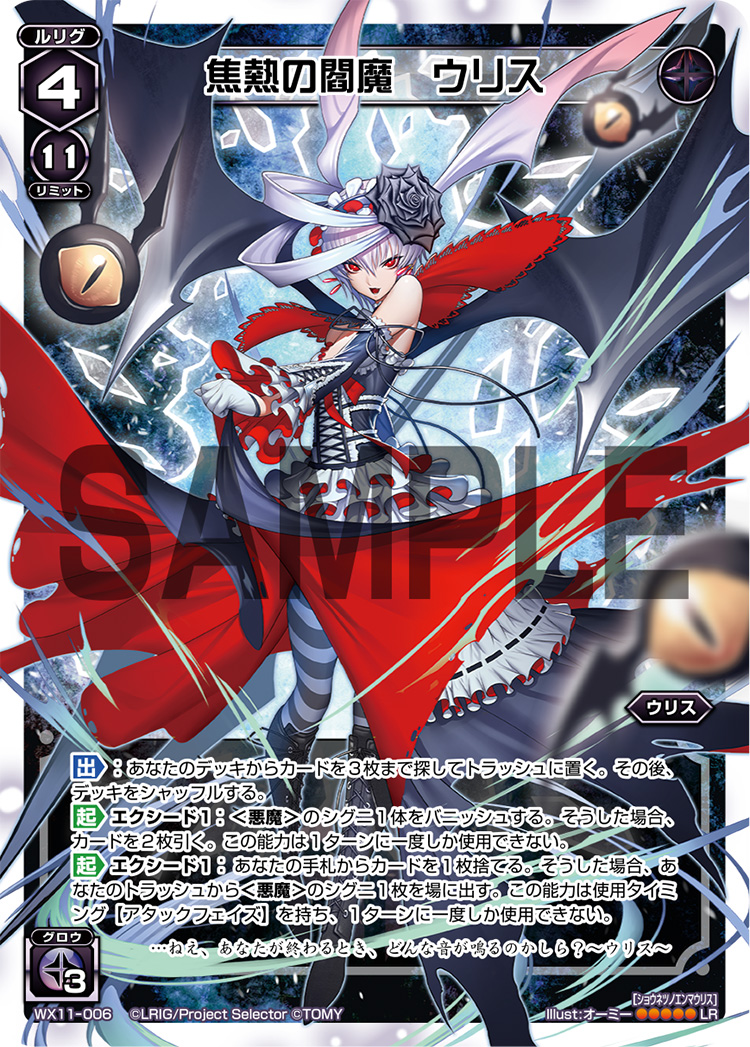 ルリグ
4
焦熱の閻魔　ウリス
11
リミット
SAMPLE
ウリス
出：あなたのデッキからカードを３枚まで探してトラッシュに置く。その後、
デッキをシャッフルする。
起 エクシード１：＜悪魔＞のシグニ１体をバニッシュする。そうした場合、
カードを２枚引く。この能力は１ターンに一度しか使用できない。
起 エクシード１：あなたの手札からカードを１枚捨てる。そうした場合、あ
なたのトラッシュから＜悪魔＞のシグニ１枚を場に出す。この能力は使用タイミ
ング【アタックフェイズ】を持ち、１ターンに一度しか使用できない。
…ねえ、あなたが終わるとき、どんな音が鳴るのかしら？～ウリス～
グロウ
3
[ショウネツノエンマウリス]
WX11-006 ©LRIG/Project Selector ©TOMY Illust:オーミー LR